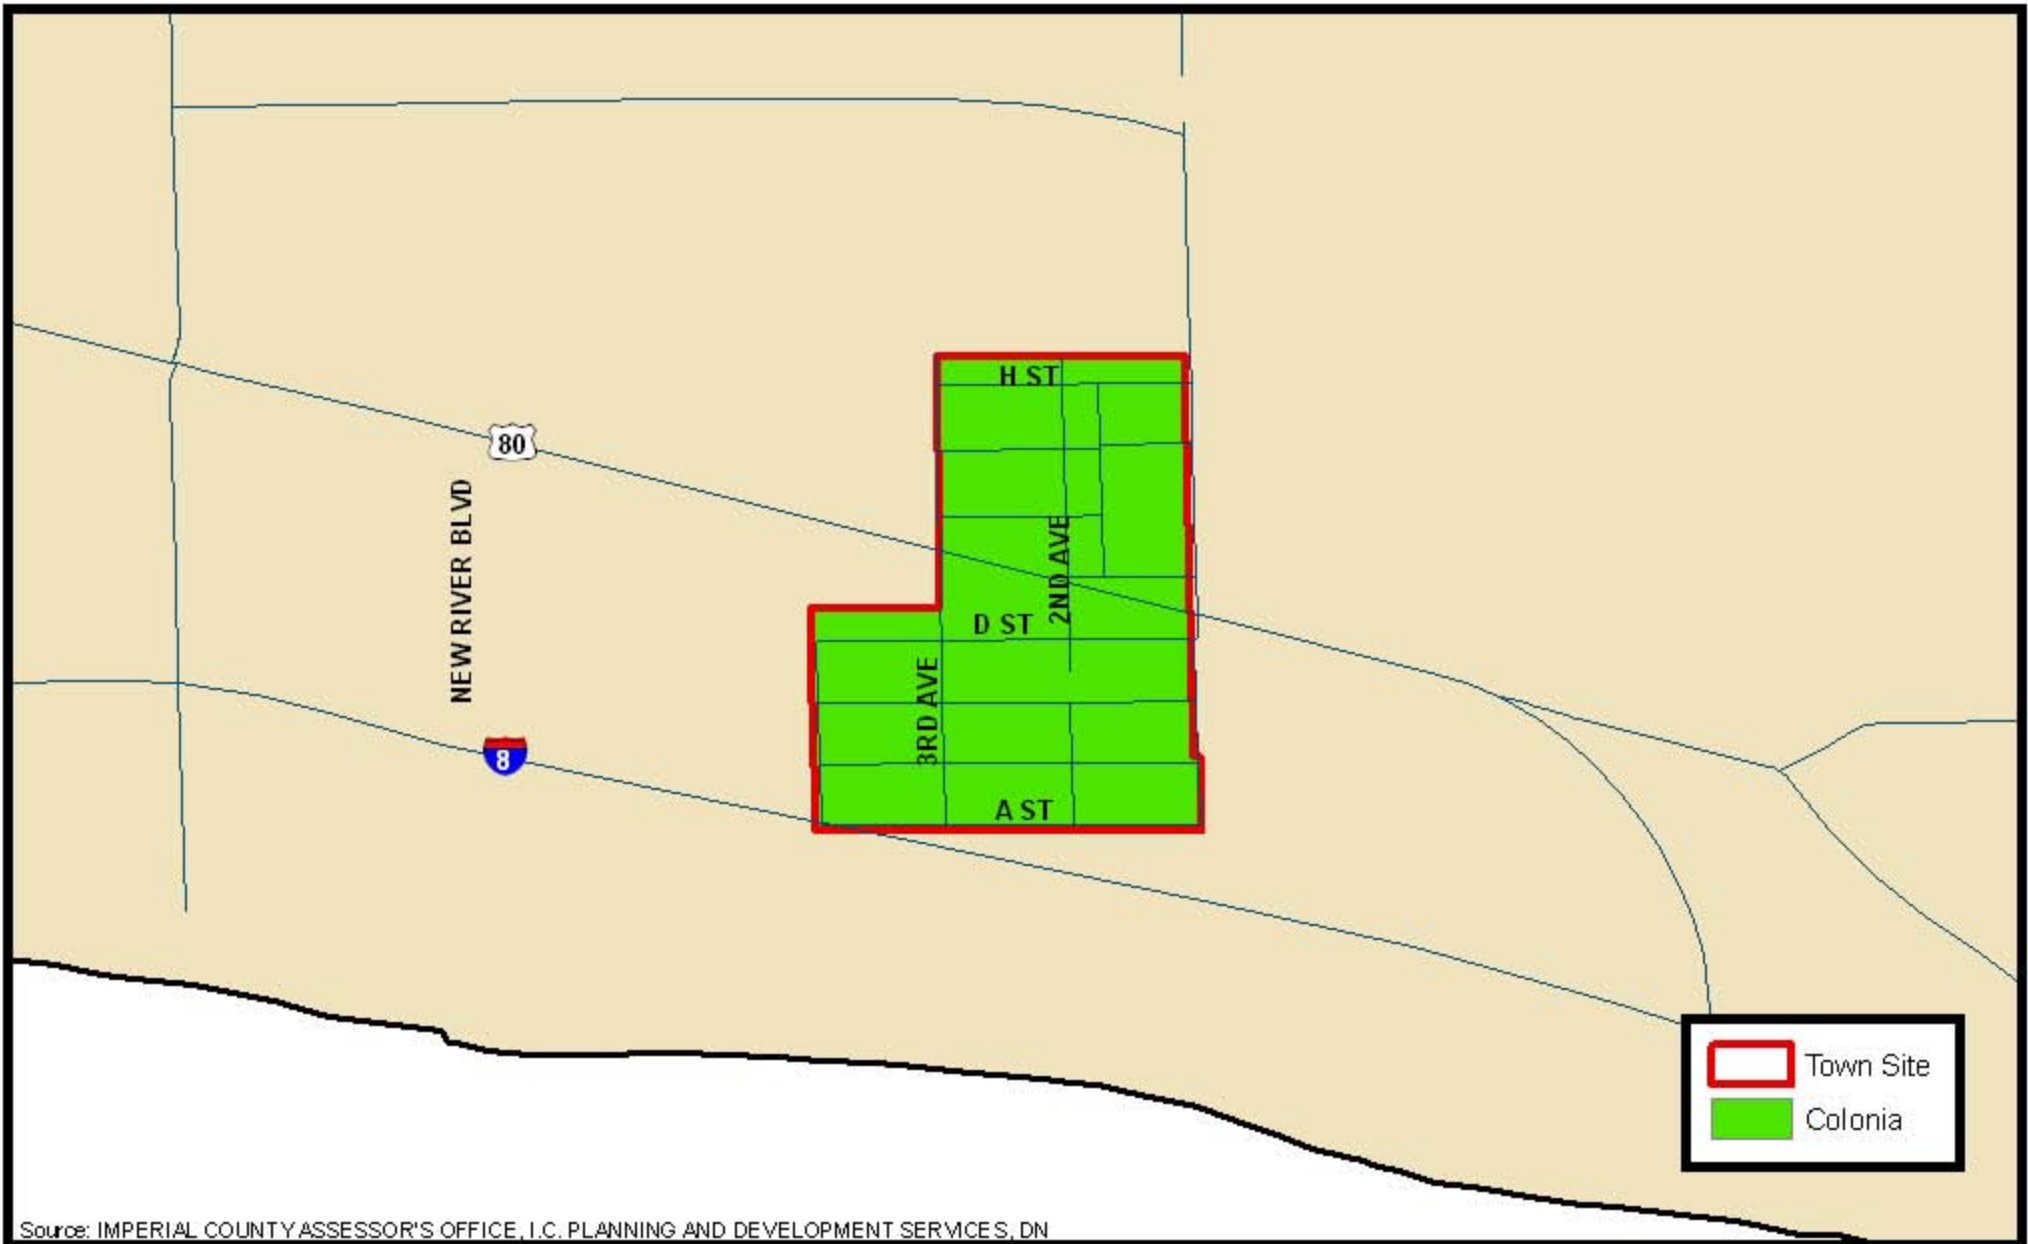 H ST
80
NEW RIVER BLVD
2ND AVE
D ST
3RD AVE
8
A ST
Town Site
Colonia
Source: IMPERIAL COUNTY ASSESSOR'S OFFICE, I.C. PLANNING AND DEVELOPMENT SERVICES, DN